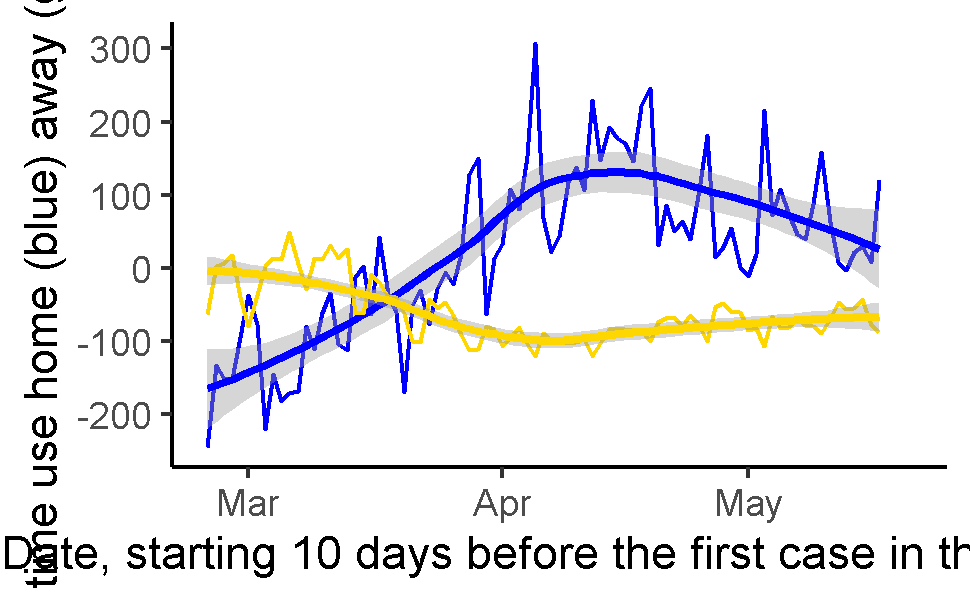 time use home (blue) away (
300
200
100
0
-100
-200
Mar Apr May
Date, starting 10 days before the first case in th